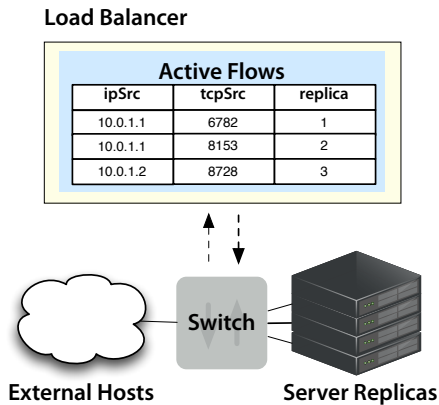 Load Balancer
Active Flows
ipSrc tcpSrc replica
10.0.1.1 6782 1
10.0.1.1 8153 2
10.0.1.2 8728 3
Switch
External Hosts Server Replicas